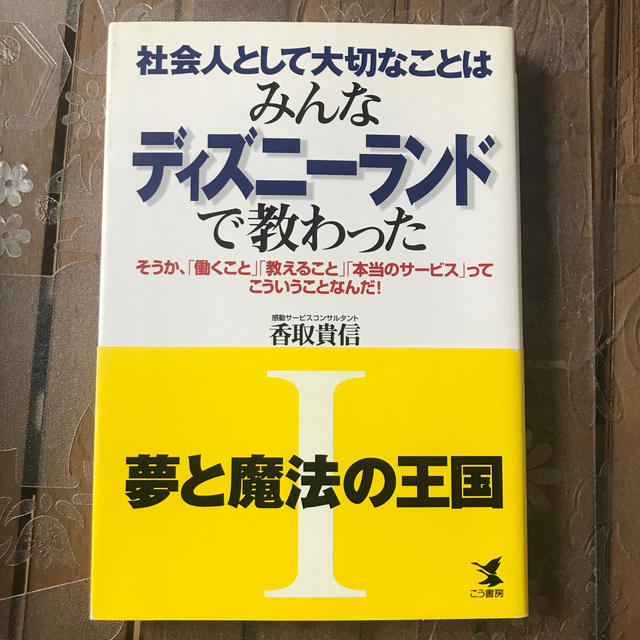 社会人として大切なことは
みんな
ディズニーランド
で教わった
そうか、「働くこと」「教えること」「本当のサービス」って
こういうことなんだ!
感動サービスコンサルタント
香取貴信
I
夢と魔法の王国
こう書房